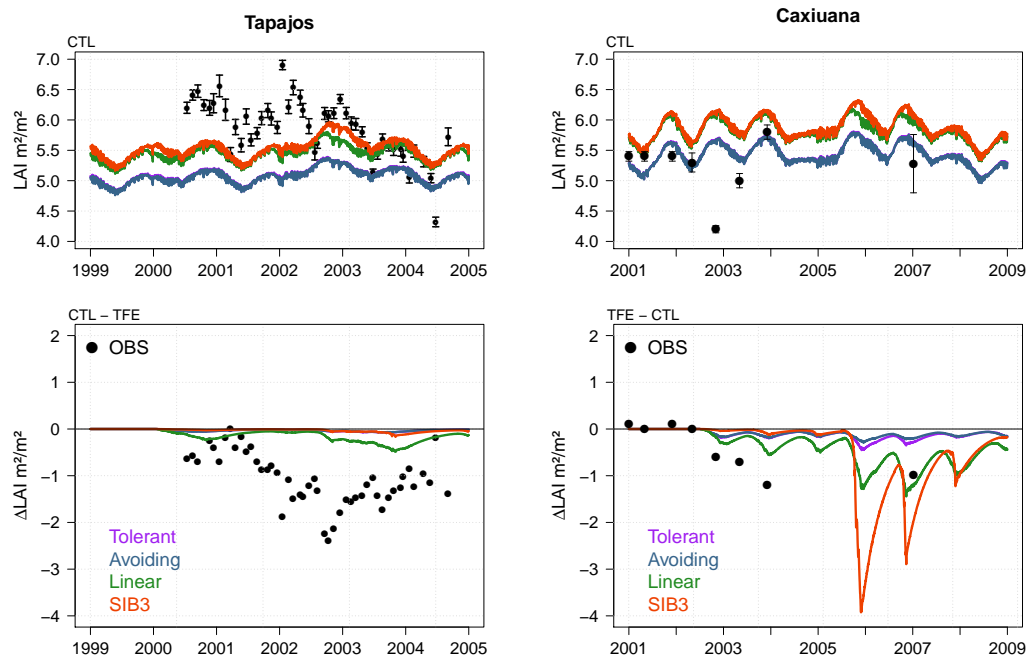 Tapajos
CTL
LAI m²/m²
7.0
6.5
6.0
5.5
5.0
4.5
4.0
1999 2000 2001 2002 2003 2004 2005
Caxiuana
CTL
LAI m²/m²
7.0
6.5
6.0
5.5
5.0
4.5
4.0
2001 2003 2005 2007 2009
CTL − TFE
ΔLAI m²/m²
2
1
0
−1
−2
−3
−4
OBS
Tolerant
Avoiding
Linear
SIB3
1999 2000 2001 2002 2003 2004 2005
TFE − CTL
ΔLAI m²/m²
2
1
0
−1
−2
−3
−4
OBS
Tolerant
Avoiding
Linear
SIB3
2001 2003 2005 2007 2009